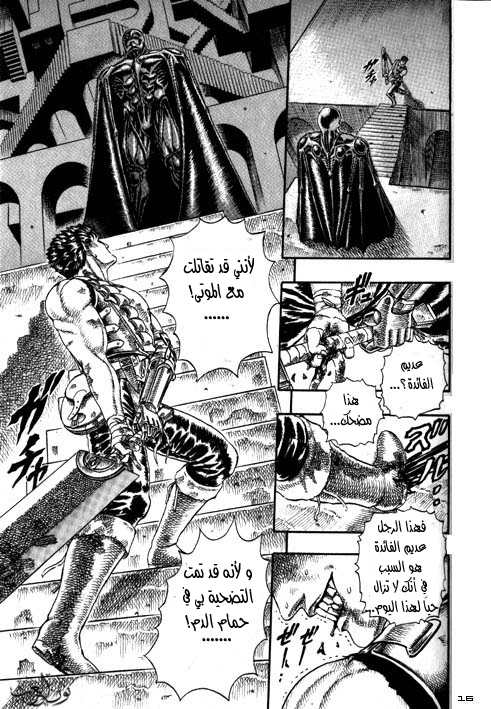 عديم
الفائدة؟...
هذا
مضحك...
فهذا الرجل
عديم الفائدة
هو السبب
في أنك لا تزال
حياً لهذا اليوم..
لأنني قد تقاتلت
مع الموتى!
......
و لأنه قد تمت
التضحية بي في
حمام الدم!
.......
16